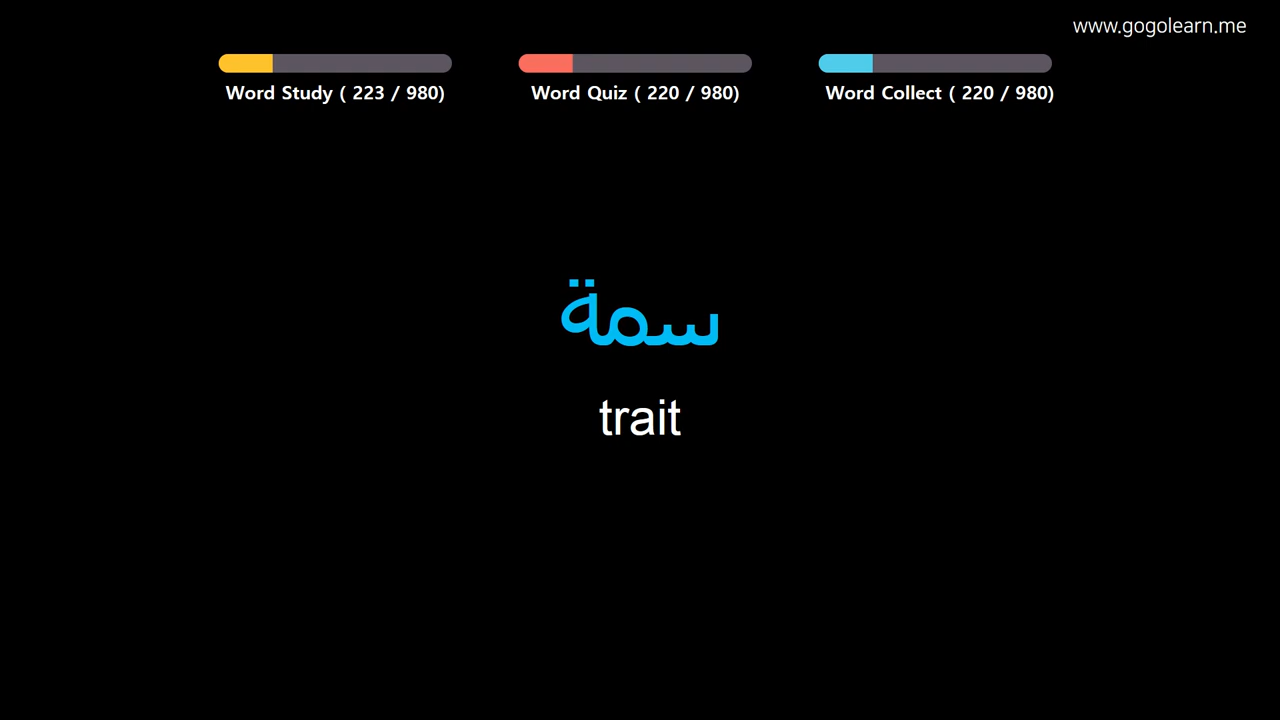 www.gogolearn.me
Word Study ( 223 / 980)
Word Quiz ( 220 / 980)
Word Collect ( 220 / 980)
سمة
trait